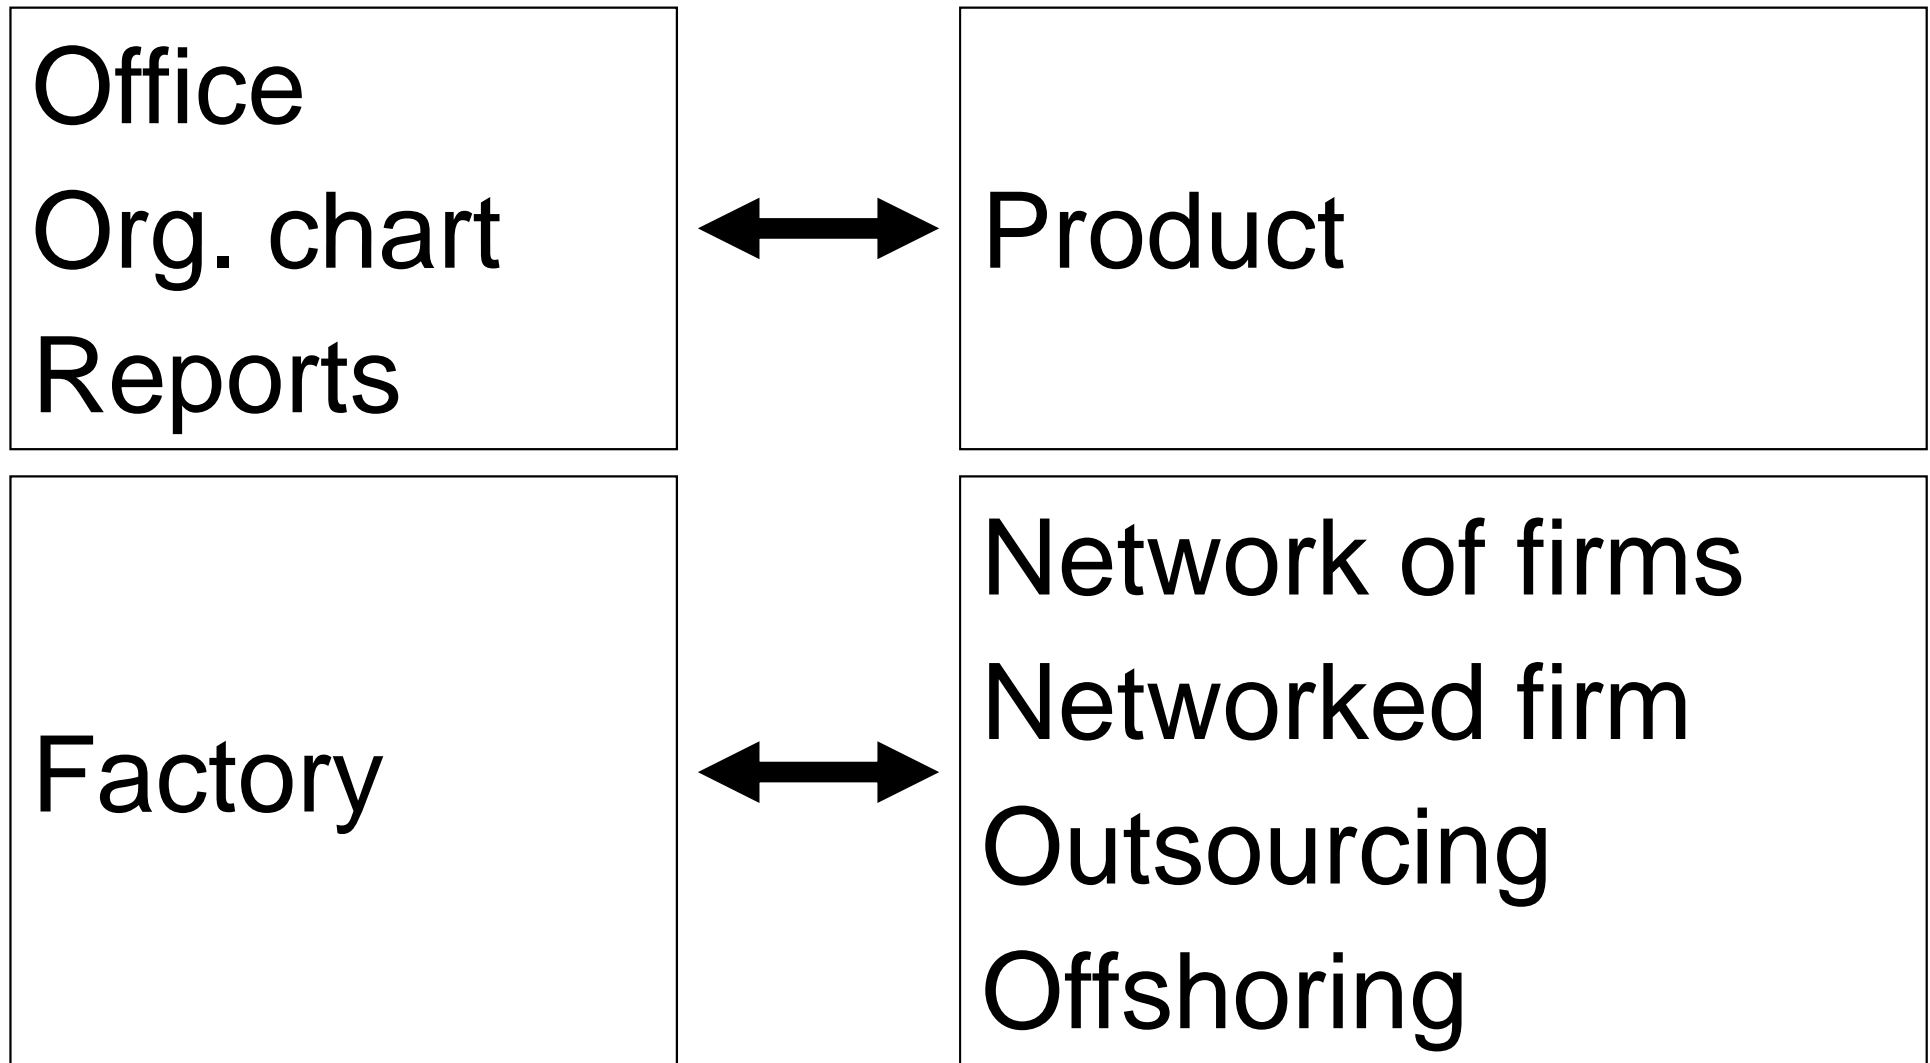 Office
Org. chart
Reports
Product
Factory
Network of firms
Networked firm
Outsourcing
Offshoring